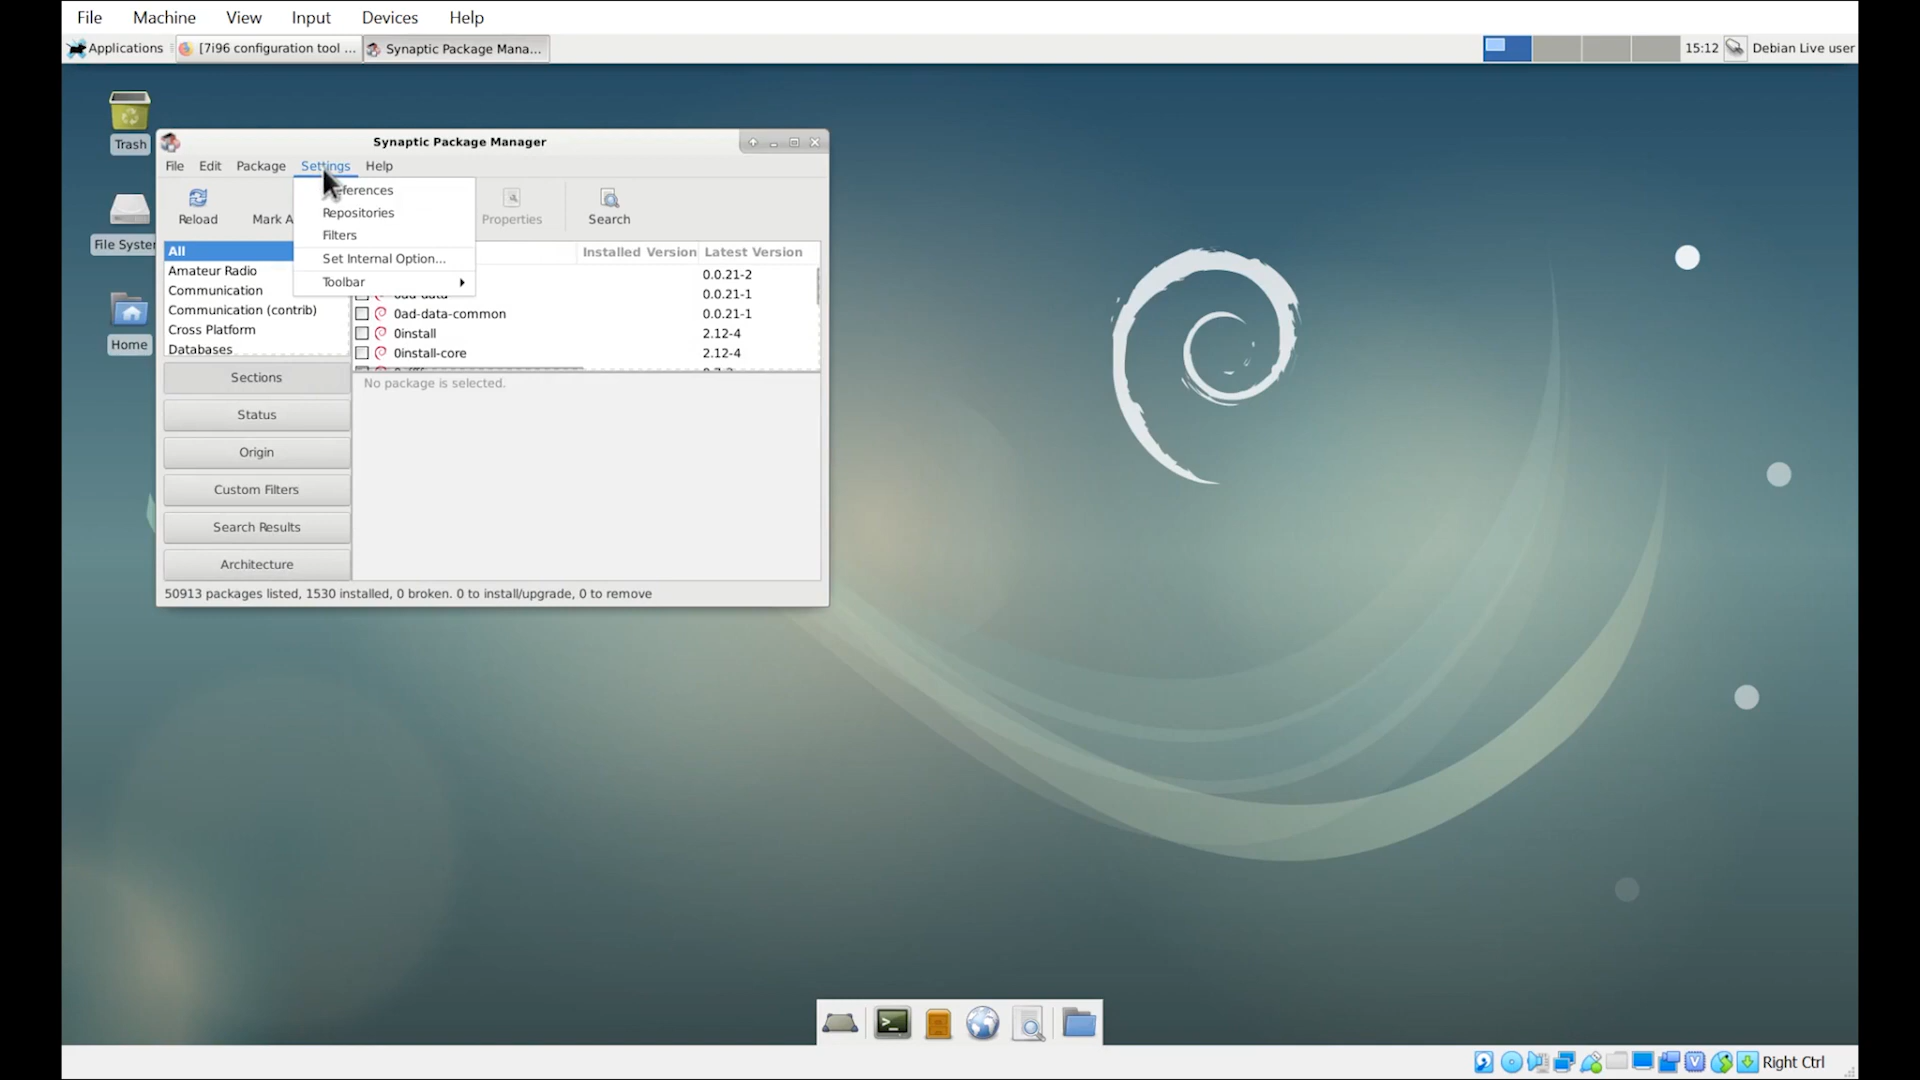 File Machine View Input Devices Help
Applications [7i96 configuration tool ... Synaptic Package Mana... 15:12 Debian Live user
Trash
File Syster
Home
Synaptic Package Manager
File Edit Package Settings Help
Reload Mark A Properties Search
ferences
Repositories
Filters
Set Internal Option...
Toolbar
All
Amateur Radio
Communication
Communication (contrib)
Cross Platform
Databases
Installed Version Latest Version
0.0.21-2
0ad-data 0.0.21-1
0ad-data-common 0.0.21-1
0install 2.12-4
0install-core 2.12-4
Sections
Status
Origin
Custom Filters
Search Results
Architecture
No package is selected.
50913 packages listed, 1530 installed, 0 broken. 0 to install/upgrade, 0 to remove
Right Ctrl